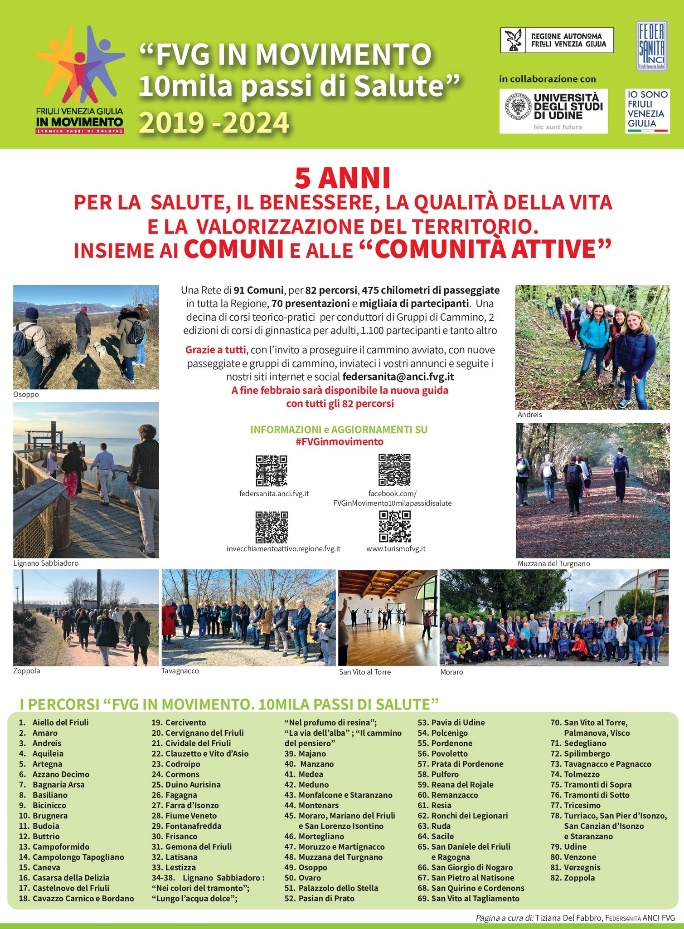 FRIULI VENEZIA GIULIA
IN MOVIMENTO
[10MILA PASSI DI SALUTE]
“FVG IN MOVIMENTO
10mila passi di Salute”
2019 -2024
REGIONE AUTONOMA
FRIULI VENEZIA GIULIA
FEDER
SANITÀ
ANCI
in collaborazione con
UNIVERSITÀ
DEGLI STUDI
DI UDINE
hic sunt futura
IO SONO
FRIULI
VENEZIA
GIULIA
5 ANNI
PER LA SALUTE, IL BENESSERE, LA QUALITÀ DELLA VITA
E LA VALORIZZAZIONE DEL TERRITORIO.
INSIEME AI COMUNI E ALLE “COMUNITÀ ATTIVE”
Una Rete di 91 Comuni, per 82 percorsi, 475 chilometri di passeggiate
in tutta la Regione, 70 presentazioni e migliaia di partecipanti. Una
decina di corsi teorico-pratici per conduttori di Gruppi di Cammino, 2
edizioni di corsi di ginnastica per adulti, 1.100 partecipanti e tanto altro
Grazie a tutti, con l’invito a proseguire il cammino avviato, con nuove
passeggiate e gruppi di cammino, inviateci i vostri annunci e seguite i
nostri siti internet e social federsanita@anci.fvg.it
A fine febbraio sarà disponibile la nuova guida
con tutti gli 82 percorsi
INFORMAZIONI e AGGIORNAMENTI SU
#FVGinmovimento
federsanita.anci.fvg.it
facebook.com/
FVGinMovimento10milapassidisalute
invecchiamentoattivo.regione.fvg.it
www.turismofvg.it
Osoppo
Lignano Sabbiadoro
Andreis
Muzzana del Turgnano
Zoppola
Tavagnacco
San Vito al Torre
Moraro
I PERCORSI “FVG IN MOVIMENTO. 10MILA PASSI DI SALUTE”
1. Aiello del Friuli
2. Amaro
3. Andreis
4. Aquileia
5. Artegna
6. Azzano Decimo
7. Bagnaria Arsa
8. Basiliano
9. Bicinicco
10. Brugnera
11. Budoia
12. Buttrio
13. Campoformido
14. Campolongo Tapogliano
15. Caneva
16. Casarsa della Delizia
17. Castelnovo del Friuli
18. Cavazzo Carnico e Bordano
19. Cercivento
20. Cervignano del Friuli
21. Cividale del Friuli
22. Clauzetto e Vito d’Asio
23. Codroipo
24. Cormons
25. Duino Aurisina
26. Fagagna
27. Farra d’Isonzo
28. Fiume Veneto
29. Fontanafredda
30. Frisanco
31. Gemona del Friuli
32. Latisana
33. Lestizza
34-38. Lignano Sabbiadoro :
“Nei colori del tramonto”;
“Lungo l’acqua dolce”;
“Nel profumo di resina”;
“La via dell’alba” ; “Il cammino
del pensiero”
39. Majano
40. Manzano
41. Medea
42. Meduno
43. Monfalcone e Staranzano
44. Montenars
45. Moraro, Mariano del Friuli
e San Lorenzo Isontino
46. Mortegliano
47. Moruzzo e Martignacco
48. Muzzana del Turgnano
49. Osoppo
50. Ovaro
51. Palazzolo dello Stella
52. Pasian di Prato
53. Pavia di Udine
54. Polcenigo
55. Pordenone
56. Povoletto
57. Prata di Pordenone
58. Pulfero
59. Reana del Rojale
60. Remanzacco
61. Resia
62. Ronchi dei Legionari
63. Ruda
64. Sacile
65. San Daniele del Friuli
e Ragogna
66. San Giorgio di Nogaro
67. San Pietro al Natisone
68. San Quirino e Cordenons
69. San Vito al Tagliamento
70. San Vito al Torre,
Palmanova, Visco
71. Sedegliano
72. Spilimbergo
73. Tavagnacco e Pagnacco
74. Tolmezzo
75. Tramonti di Sopra
76. Tramonti di Sotto
77. Tricesimo
78. Turriaco, San Pier d’Isonzo,
San Canzian d’Isonzo
e Staranzano
79. Udine
80. Venzone
81. Verzegnis
82. Zoppola
Pagina a cura di: Tiziana Del Fabbro, FEDERSANITÀ ANCI FVG